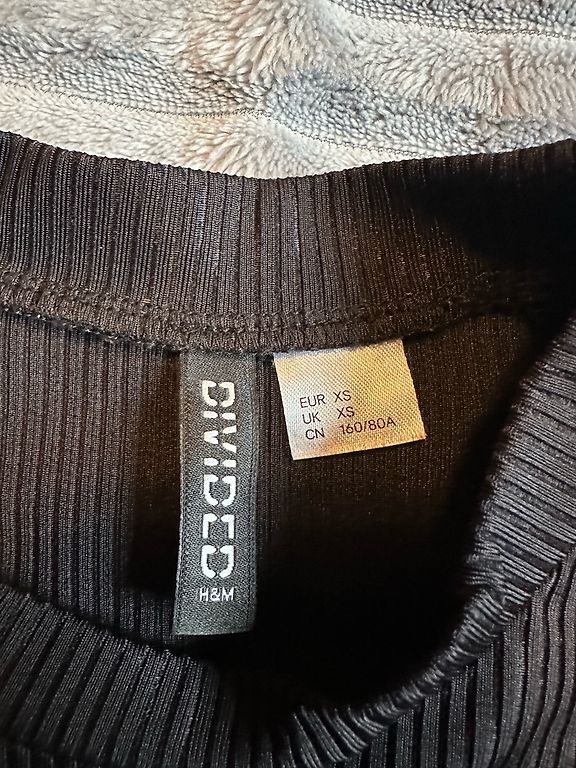 DIVIDED
H&M
EUR XS
UK XS
CN 160/80A